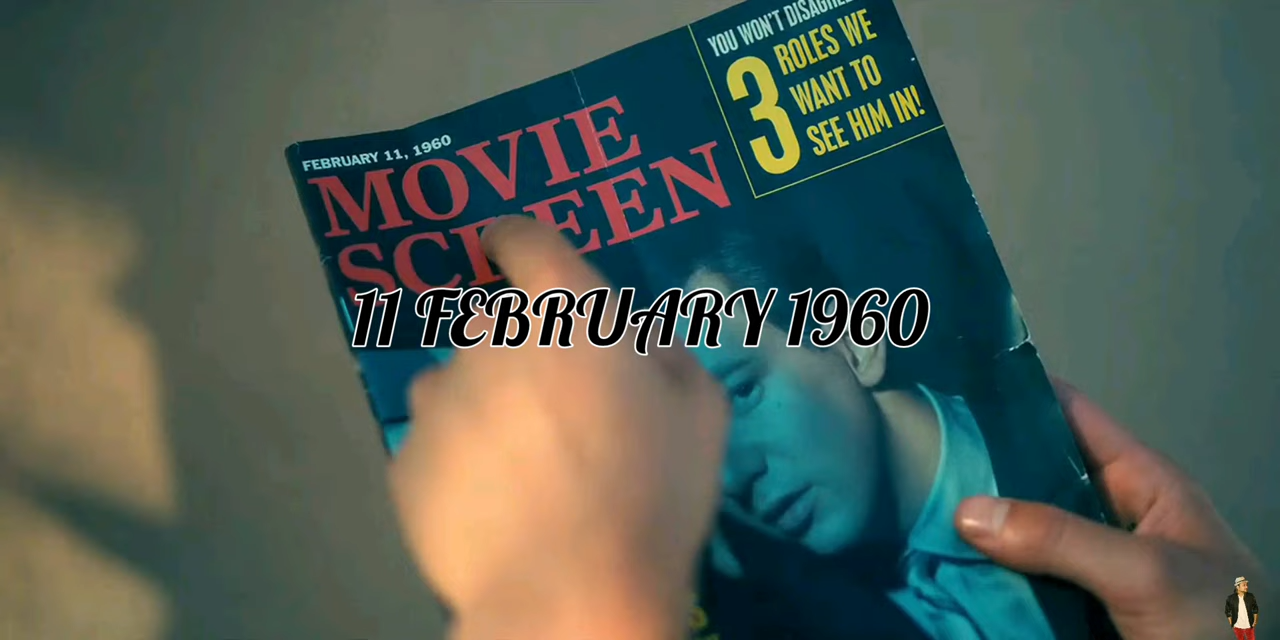 FEBRUARY 11, 1960
MOVIE
SCREEN
YOU WON'T DISAGREE
3
ROLES WE
WANT TO
SEE HIM IN!
11 FEBRUARY 1960